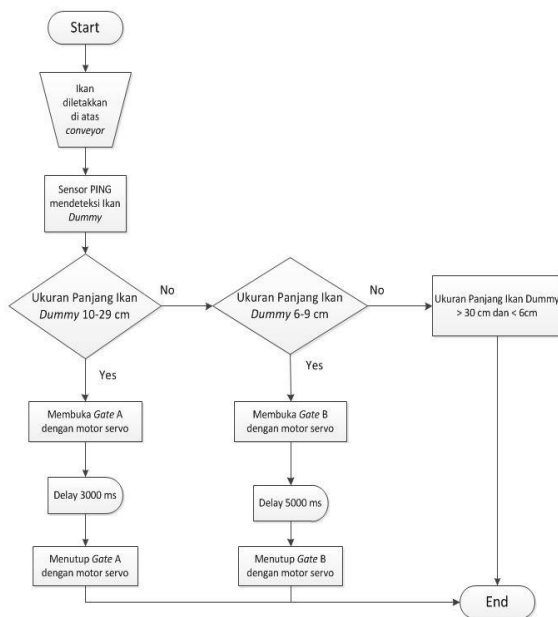 Start
Ikan
diletakkan
di atas
conveyor
Sensor PING
mendeteksi Ikan
Dummy
Ukuran Panjang Ikan
Dummy 10-29 cm
No
Ukuran Panjang Ikan
Dummy 6-9 cm
No
Ukuran Panjang Ikan Dummy
> 30 cm dan < 6cm
Yes
Yes
Membuka Gate A
dengan motor servo
Membuka Gate B
dengan motor servo
Delay 3000 ms
Delay 5000 ms
Menutup Gate A
dengan motor servo
Menutup Gate B
dengan motor servo
End